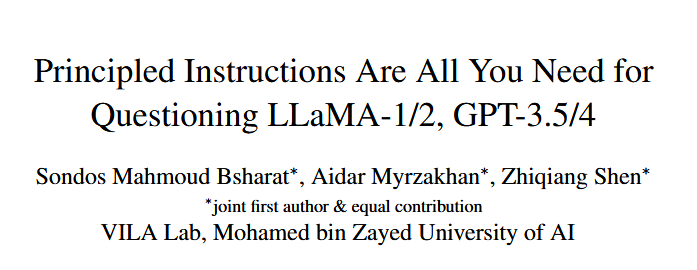 Principled Instructions Are All You Need for
Questioning LLaMA-1/2, GPT-3.5/4
Sondos Mahmoud Bsharat*, Aidar Myrzakhan*, Zhiqiang Shen*
*joint first author & equal contribution
VILA Lab, Mohamed bin Zayed University of AI